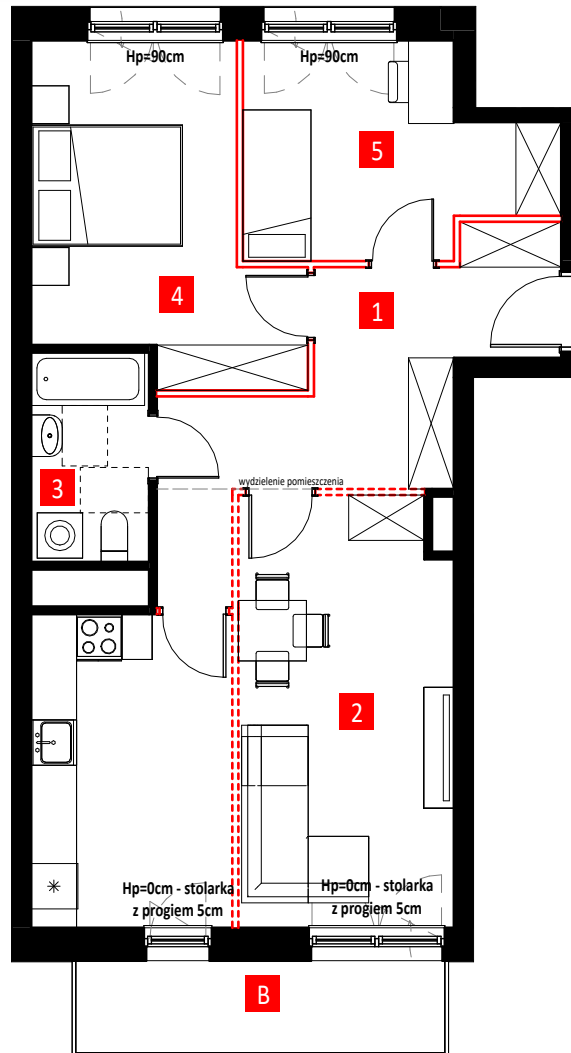 Hp=90cm
Hp=90cm
5
4
1
3
wydzielenie pomieszczenia
2
Hp=0cm - stolarka
z progiem 5cm
Hp=0cm - stolarka
z progiem 5cm
B